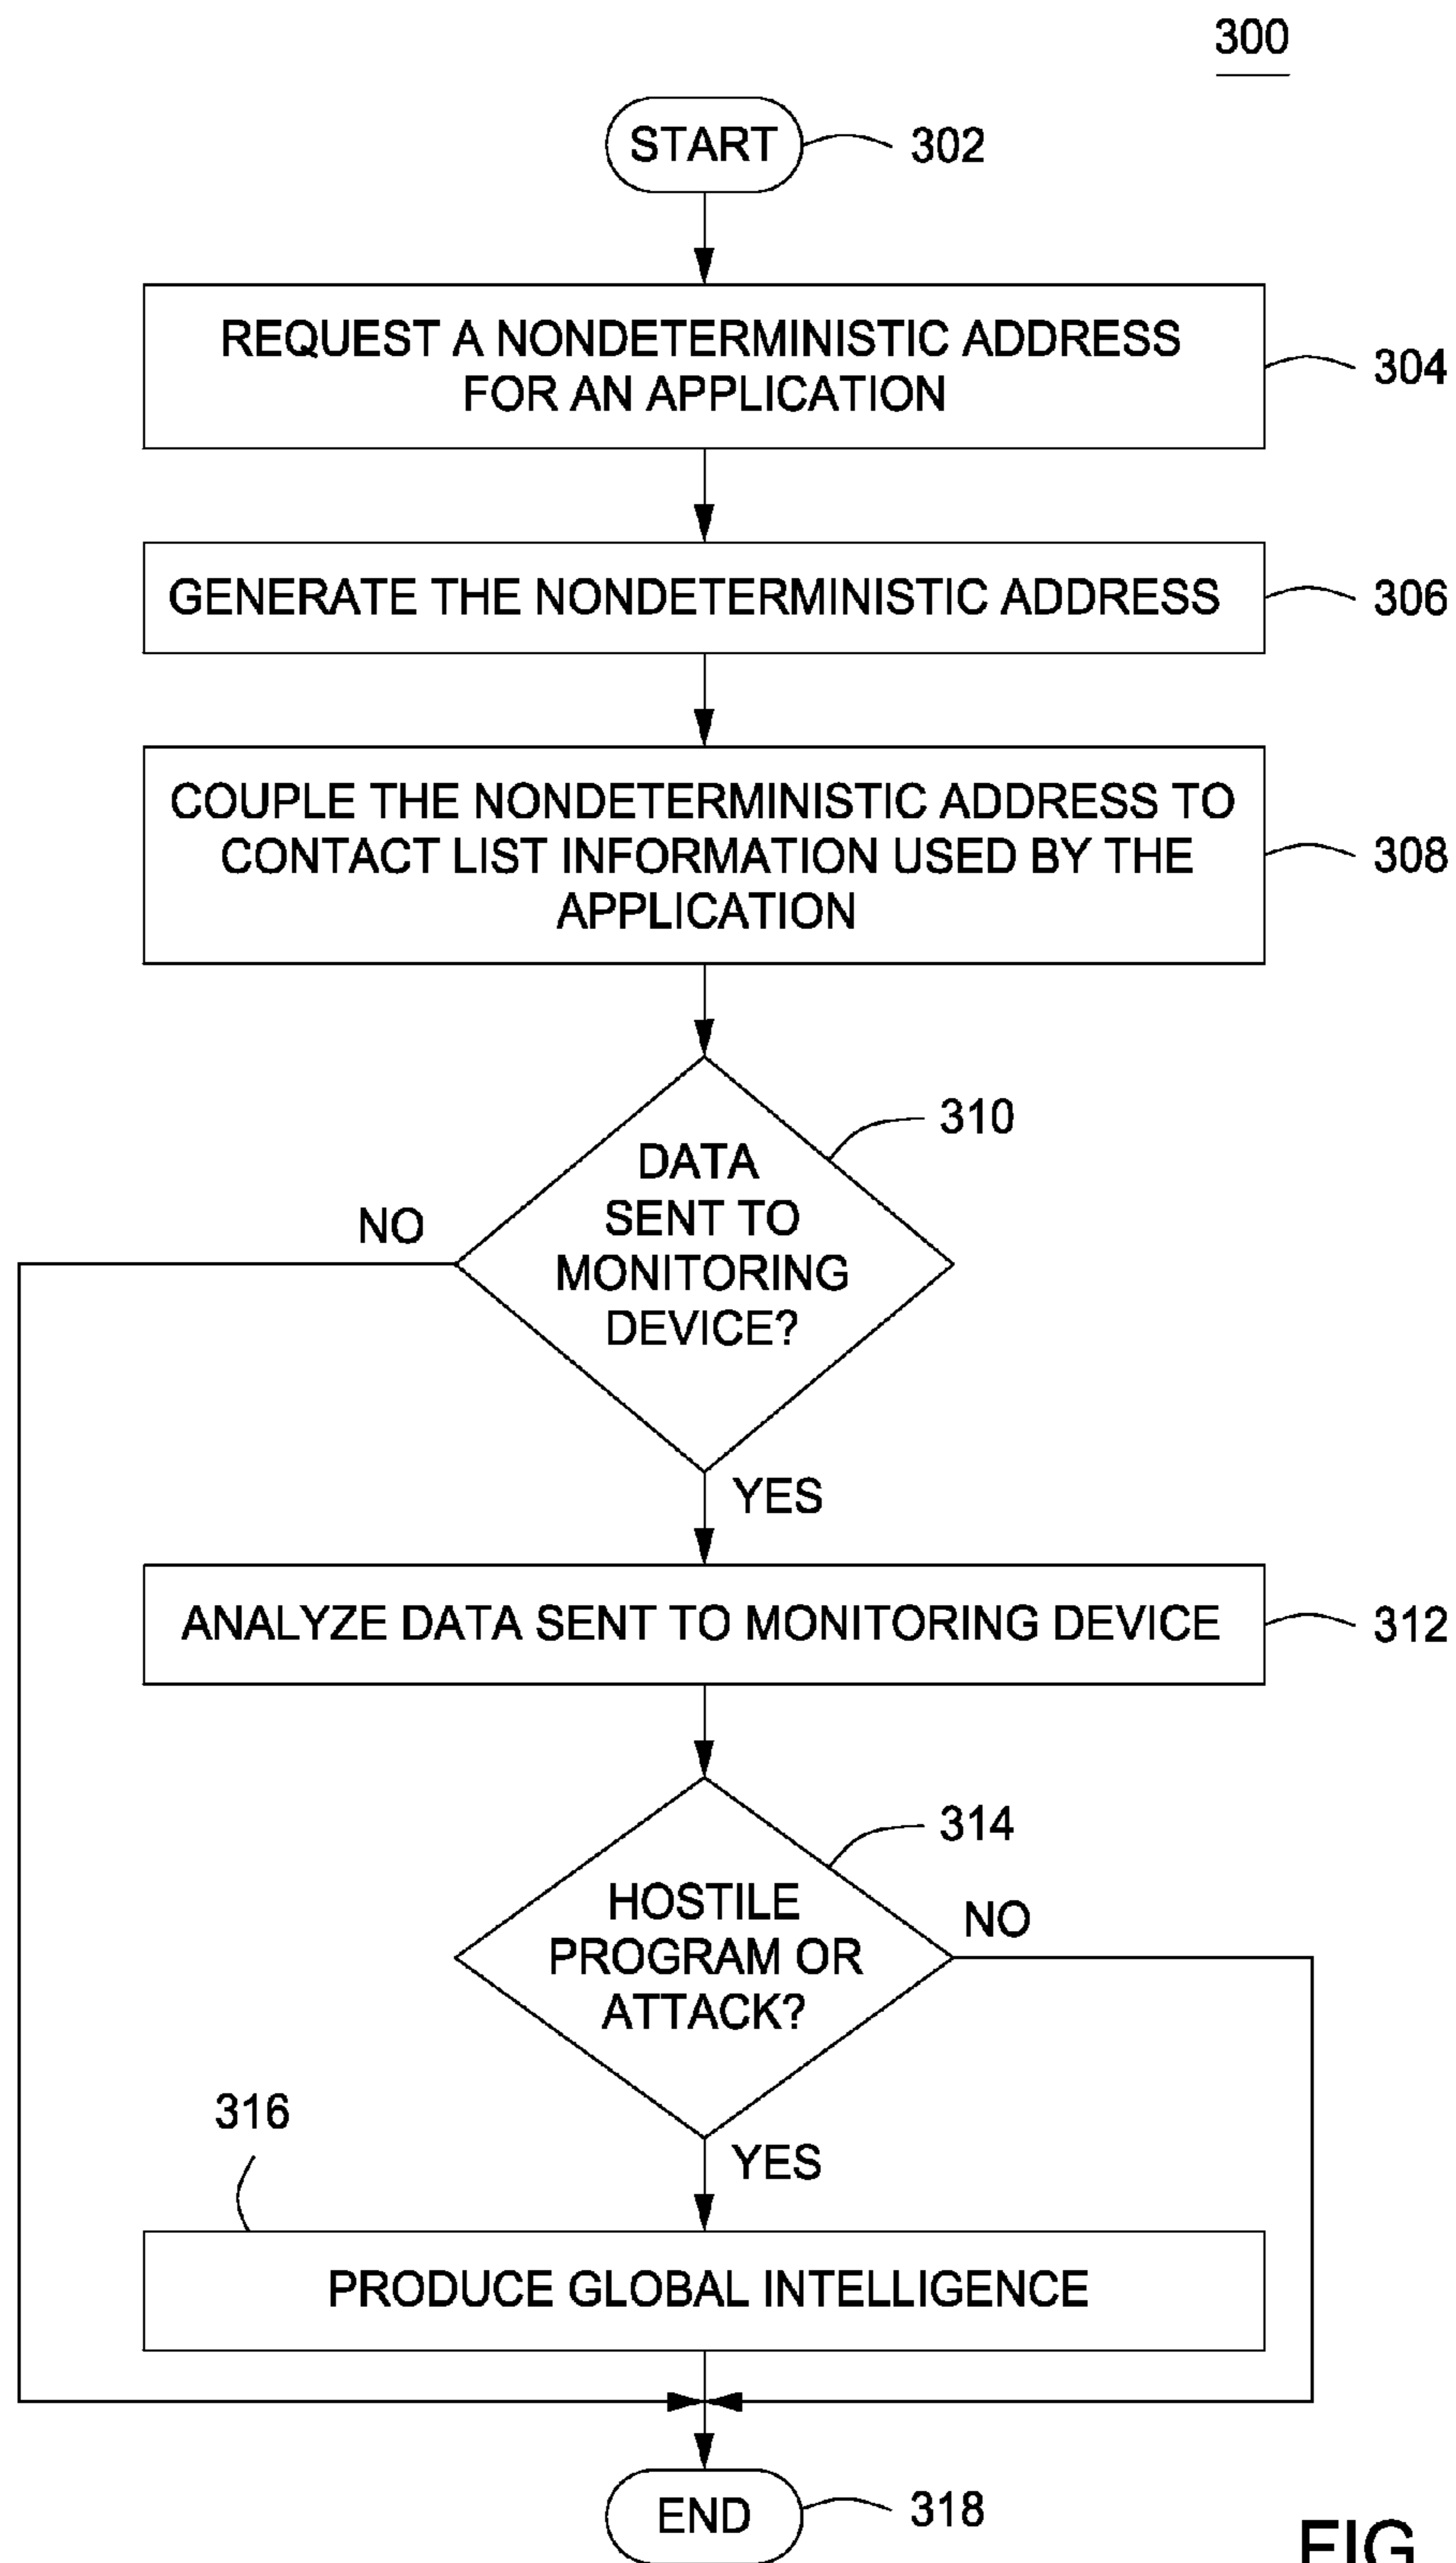 300
START
302
REQUEST A NONDETERMINISTIC ADDRESS
FOR AN APPLICATION
304
GENERATE THE NONDETERMINISTIC ADDRESS
306
COUPLE THE NONDETERMINISTIC ADDRESS TO
CONTACT LIST INFORMATION USED BY THE
APPLICATION
308
310
DATA
SENT TO
MONITORING
DEVICE?
NO
YES
ANALYZE DATA SENT TO MONITORING DEVICE
312
314
HOSTILE
PROGRAM OR
ATTACK?
NO
316
YES
PRODUCE GLOBAL INTELLIGENCE
END
318
FIG